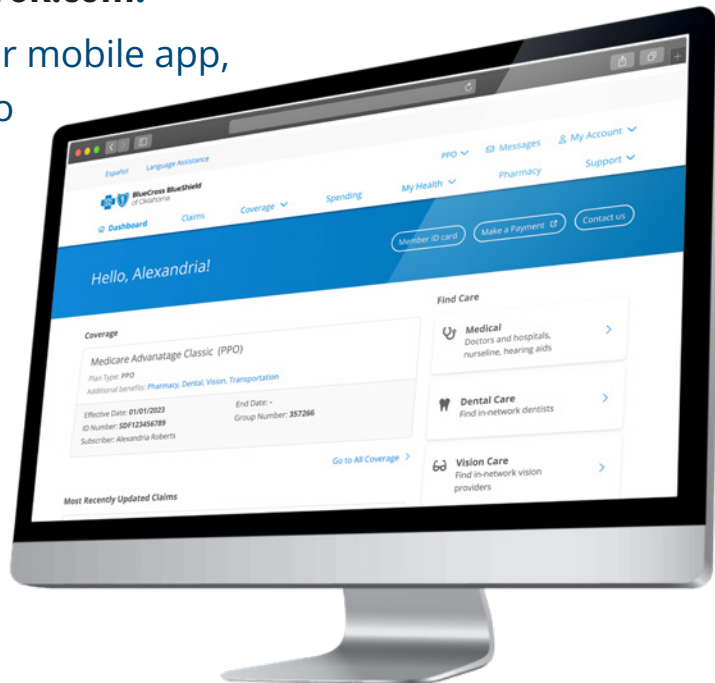 r mobile app,
Español Language Assistance
PPO Messages My Account
BlueCross BlueShield
of Oklahoma
Dashboard Claims Coverage Spending My Health Pharmacy Support
Hello, Alexandria!
Member ID card Make a Payment Contact us
Coverage
Medicare Advanatage Classic (PPO)
Plan Type: PPO
Additional benefits: Pharmacy, Dental, Vision, Transportation
Effective Date: 01/01/2023 End Date: -
ID Number: SDF123456789 Group Number: 357266
Subscriber: Alexandria Roberts
Go to All Coverage
Most Recently Updated Claims
Find Care
Medical
Doctors and hospitals,
nurseline, hearing aids
Dental Care
Find in-network dentists
Vision Care
Find in-network vision
providers